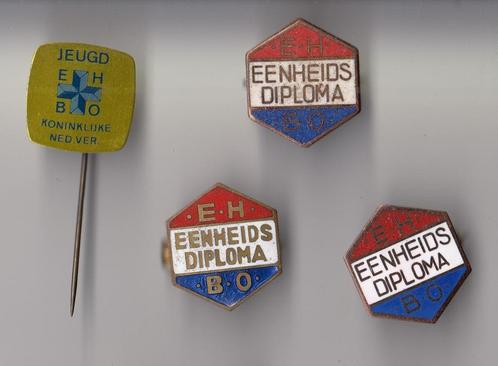 JEUGD
E H
B O
KONINKLIJKE
NED VER.
· E · H ·
EENHEIDS
DIPLOMA
B O
· E · H ·
EENHEIDS
DIPLOMA
· B · O ·
E H
EENHEIDS
DIPLOMA
B O